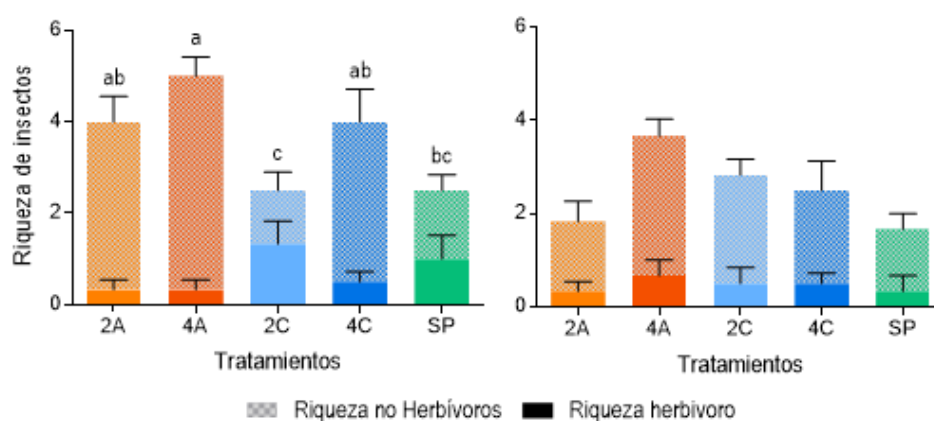 Riqueza de insectos
6
4
2
0
ab
a
c
ab
bc
2A 4A 2C 4C SP
Tratamientos
6
4
2
0
2A 4A 2C 4C SP
Tratamientos
Riqueza no Herbívoros Riqueza herbivoro